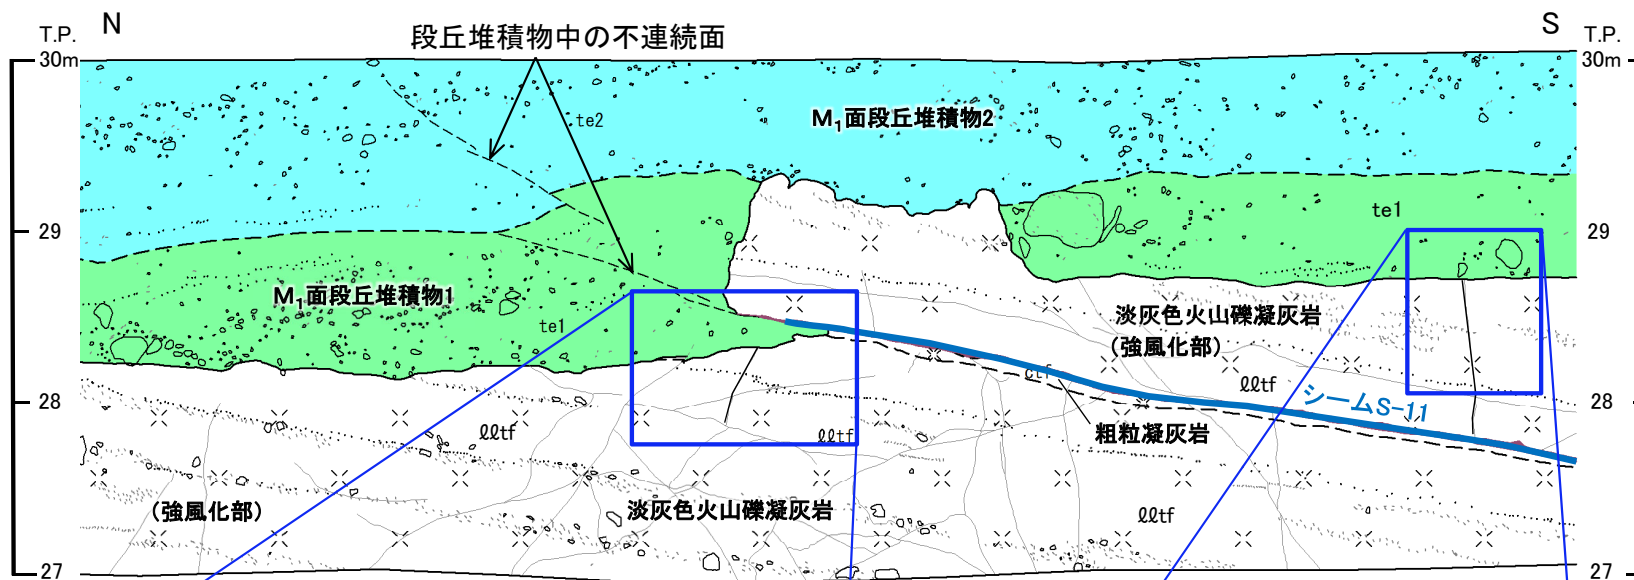 N
S
T.P.
T.P.
段丘堆積物中の不連続面
30m
30m
te2
M₁面段丘堆積物2
te1
29
29
M₁面段丘堆積物1
te1
淡灰色火山礫凝灰岩
(強風化部)
ctf
ℓℓtf
シームS-11
28
28
ℓℓtf
ℓℓtf
粗粒凝灰岩
(強風化部)
淡灰色火山礫凝灰岩
ℓℓtf
27
27